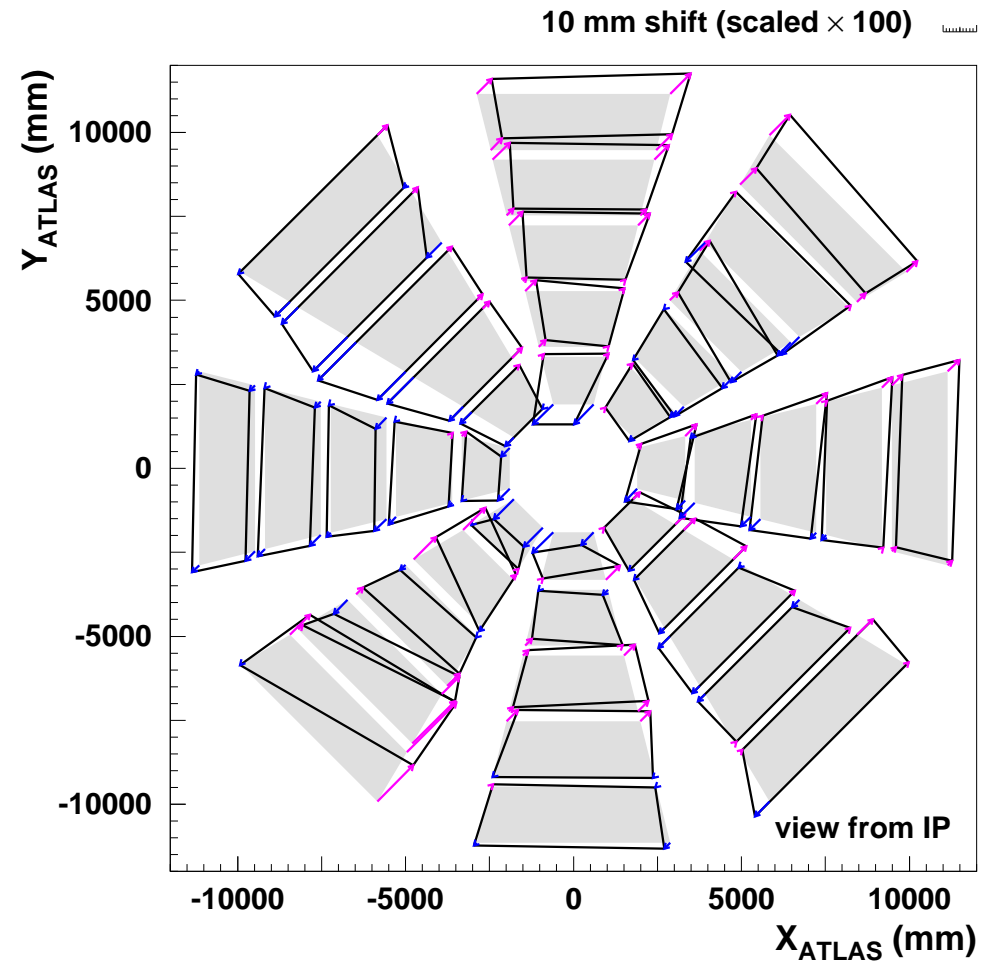 10 mm shift (scaled × 100)
Y_ATLAS (mm)
10000
5000
0
-5000
-10000
view from IP
-10000 -5000 0 5000 10000
X_ATLAS (mm)